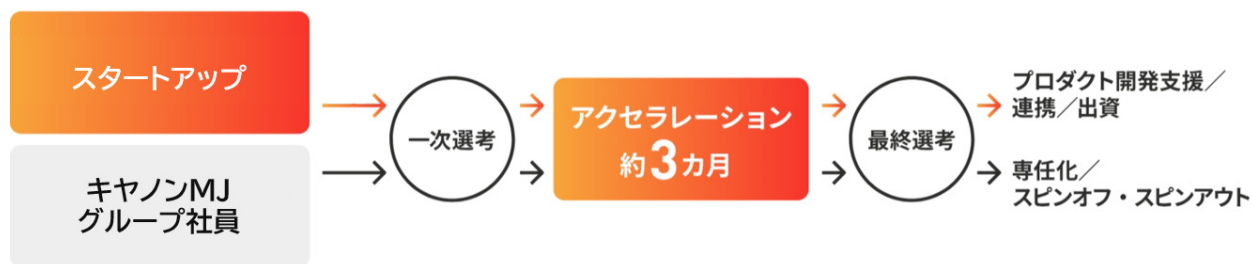 スタートアップ
キヤノンMJ
グループ社員
一次選考
アクセラレーション
約3カ月
最終選考
プロダクト開発支援／
連携／出資
専任化／
スピンオフ・スピンアウト